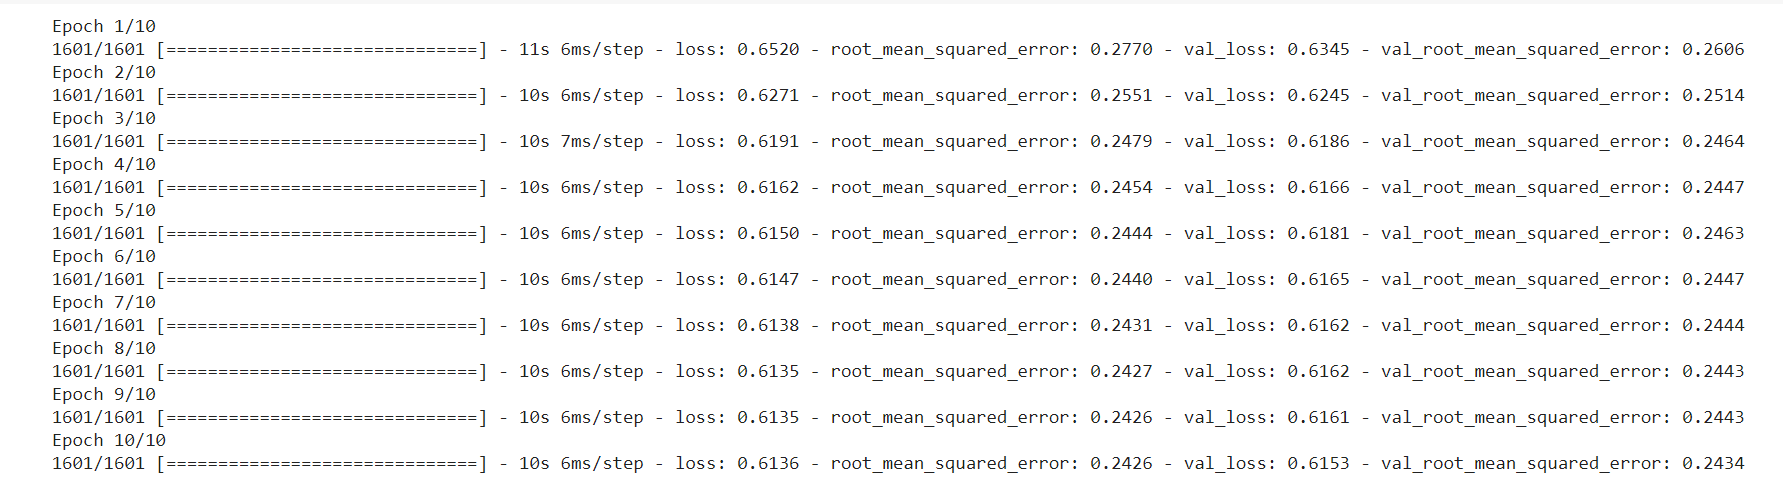 Epoch 1/10
1601/1601 [==============================] - 11s 6ms/step - loss: 0.6520 - root_mean_squared_error: 0.2770 - val_loss: 0.6345 - val_root_mean_squared_error: 0.2606
Epoch 2/10
1601/1601 [==============================] - 10s 6ms/step - loss: 0.6271 - root_mean_squared_error: 0.2551 - val_loss: 0.6245 - val_root_mean_squared_error: 0.2514
Epoch 3/10
1601/1601 [==============================] - 10s 7ms/step - loss: 0.6191 - root_mean_squared_error: 0.2479 - val_loss: 0.6186 - val_root_mean_squared_error: 0.2464
Epoch 4/10
1601/1601 [==============================] - 10s 6ms/step - loss: 0.6162 - root_mean_squared_error: 0.2454 - val_loss: 0.6166 - val_root_mean_squared_error: 0.2447
Epoch 5/10
1601/1601 [==============================] - 10s 6ms/step - loss: 0.6150 - root_mean_squared_error: 0.2444 - val_loss: 0.6181 - val_root_mean_squared_error: 0.2463
Epoch 6/10
1601/1601 [==============================] - 10s 6ms/step - loss: 0.6147 - root_mean_squared_error: 0.2440 - val_loss: 0.6165 - val_root_mean_squared_error: 0.2447
Epoch 7/10
1601/1601 [==============================] - 10s 6ms/step - loss: 0.6138 - root_mean_squared_error: 0.2431 - val_loss: 0.6162 - val_root_mean_squared_error: 0.2444
Epoch 8/10
1601/1601 [==============================] - 10s 6ms/step - loss: 0.6135 - root_mean_squared_error: 0.2427 - val_loss: 0.6162 - val_root_mean_squared_error: 0.2443
Epoch 9/10
1601/1601 [==============================] - 10s 6ms/step - loss: 0.6135 - root_mean_squared_error: 0.2426 - val_loss: 0.6161 - val_root_mean_squared_error: 0.2443
Epoch 10/10
1601/1601 [==============================] - 10s 6ms/step - loss: 0.6136 - root_mean_squared_error: 0.2426 - val_loss: 0.6153 - val_root_mean_squared_error: 0.2434